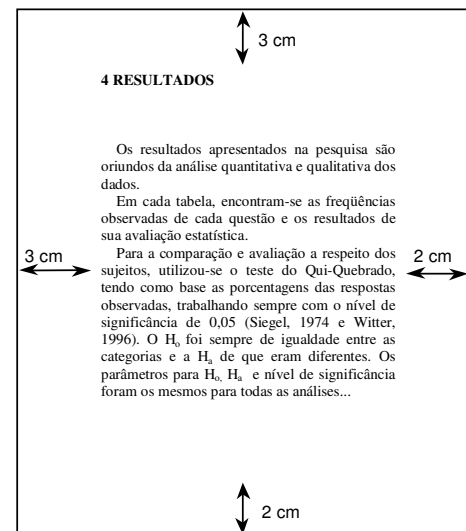 3 cm
4 RESULTADOS
Os resultados apresentados na pesquisa são
oriundos da análise quantitativa e qualitativa dos
dados.
Em cada tabela, encontram-se as freqüências
observadas de cada questão e os resultados de
sua avaliação estatística.
Para a comparação e avaliação a respeito dos
sujeitos, utilizou-se o teste do Qui-Quebrado,
tendo como base as porcentagens das respostas
observadas, trabalhando sempre com o nível de
significância de 0,05 (Siegel, 1974 e Witter,
1996). O Ho foi sempre de igualdade entre as
categorias e a Ha de que eram diferentes. Os
parâmetros para Ho, Ha e nível de significância
foram os mesmos para todas as análises...
3 cm
2 cm
2 cm